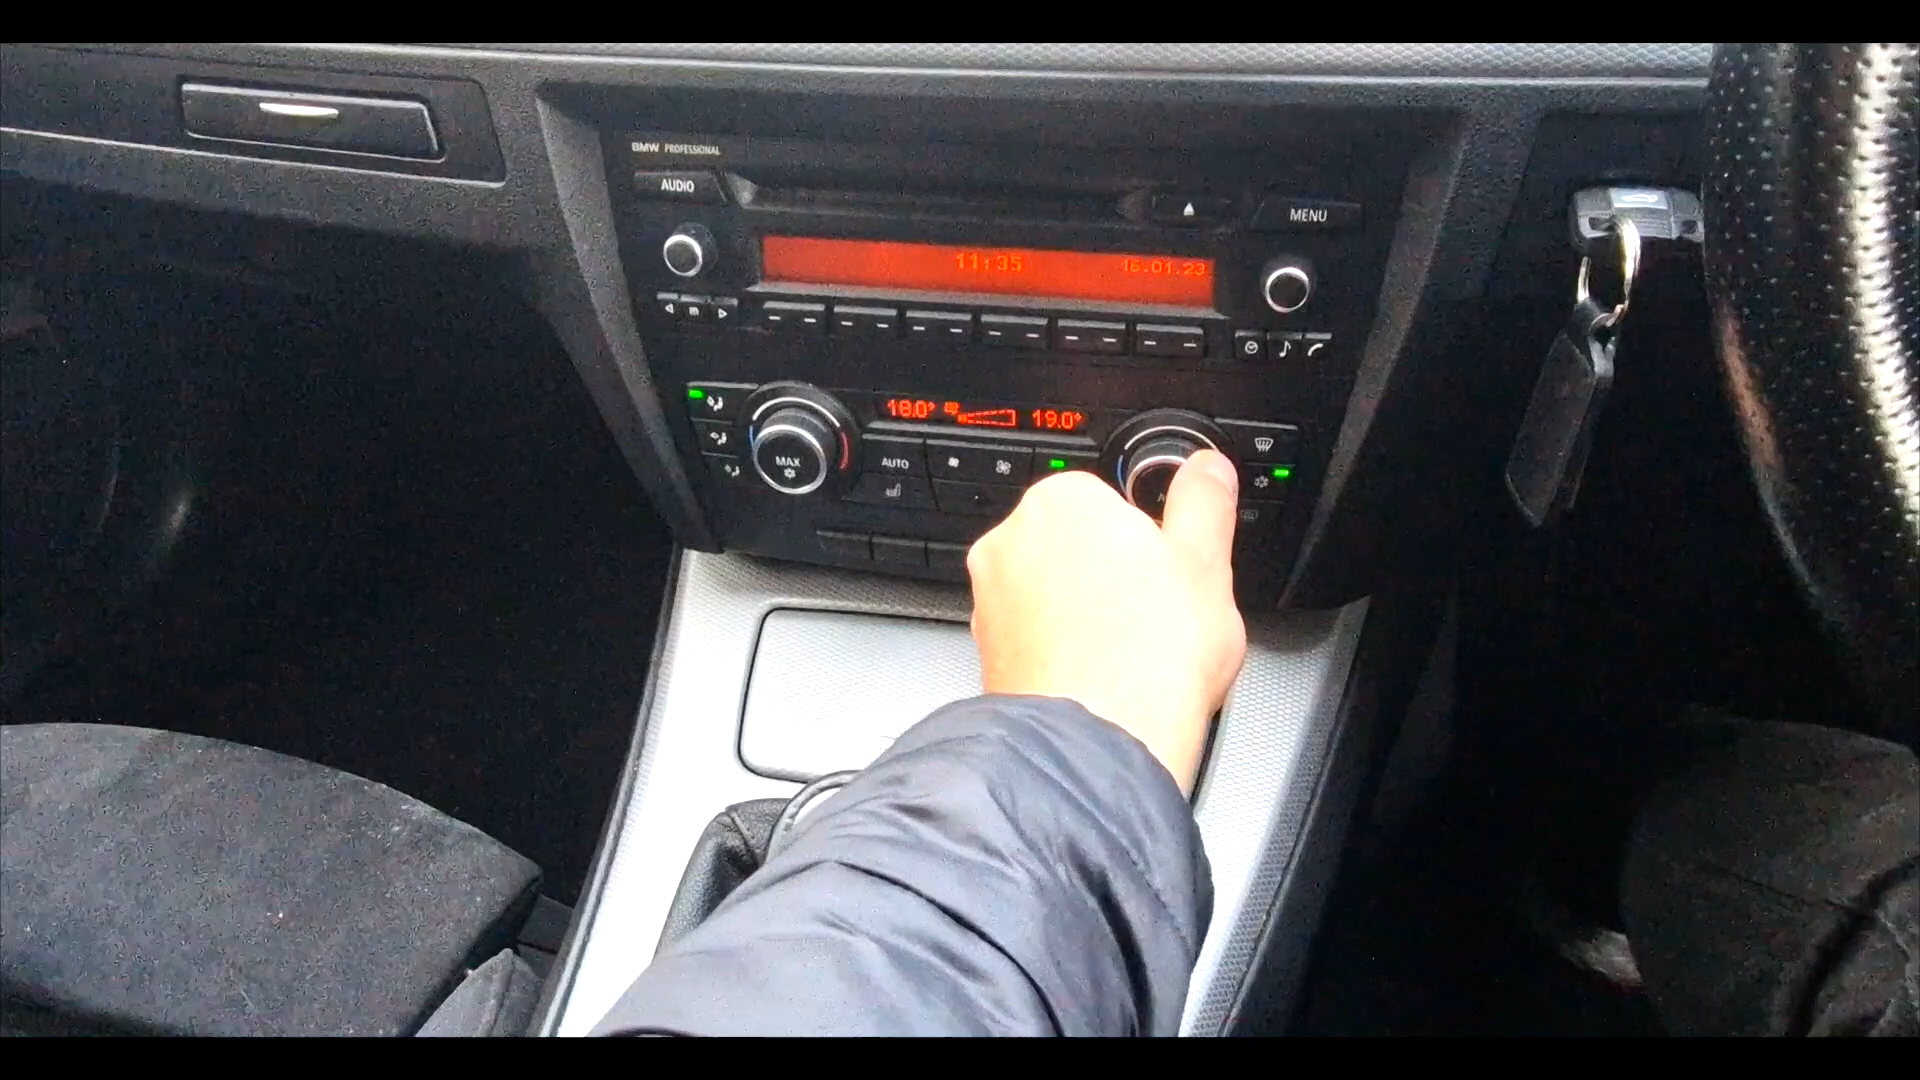 BMW PROFESSIONAL
AUDIO
MENU
11:35 16.01.23
m
18.0° 19.0°
MAX
AUTO